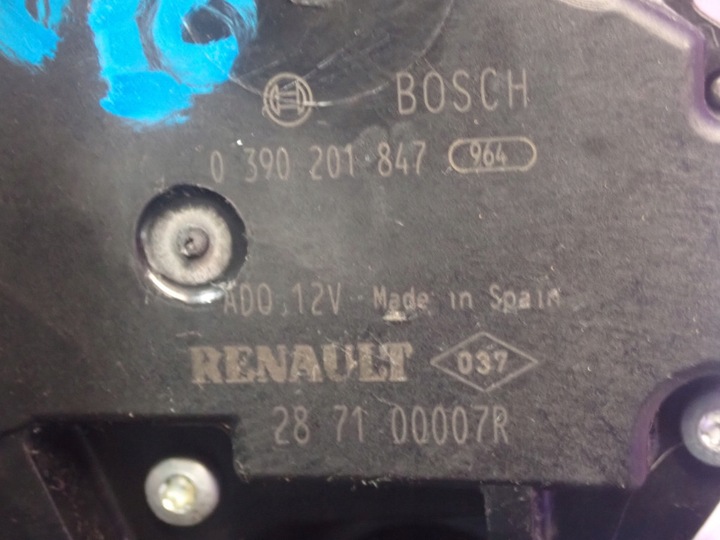 BOSCH
0 390 201 847 964
ADO 12V Made in Spain
RENAULT 037
28 71 00007R